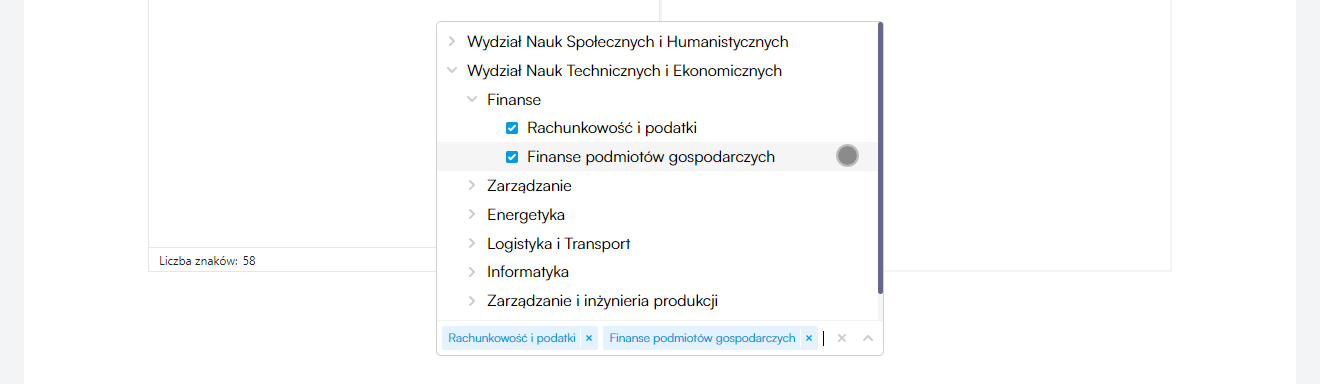 Wydział Nauk Społecznych i Humanistycznych
Wydział Nauk Technicznych i Ekonomicznych
Finanse
Rachunkowość i podatki
Finanse podmiotów gospodarczych
Zarządzanie
Energetyka
Logistyka i Transport
Informatyka
Zarządzanie i inżynieria produkcji
Liczba znaków: 58
Rachunkowość i podatki × Finanse podmiotów gospodarczych ×